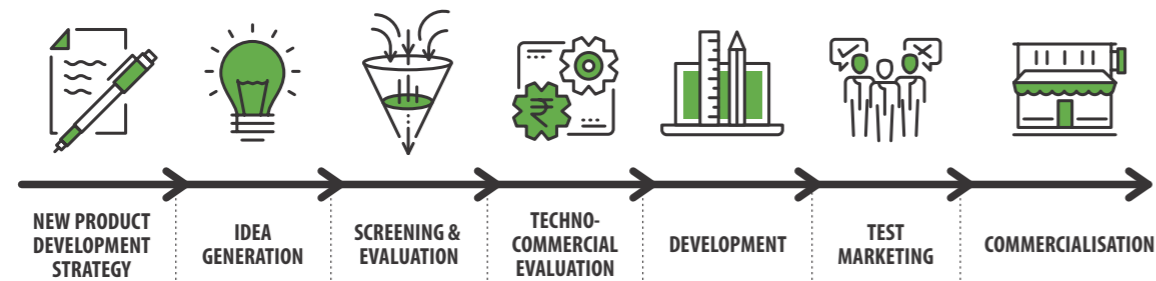 ₹
NEW PRODUCT
DEVELOPMENT
STRATEGY
IDEA
GENERATION
SCREENING &
EVALUATION
TECHNO-
COMMERCIAL
EVALUATION
DEVELOPMENT
TEST
MARKETING
COMMERCIALISATION